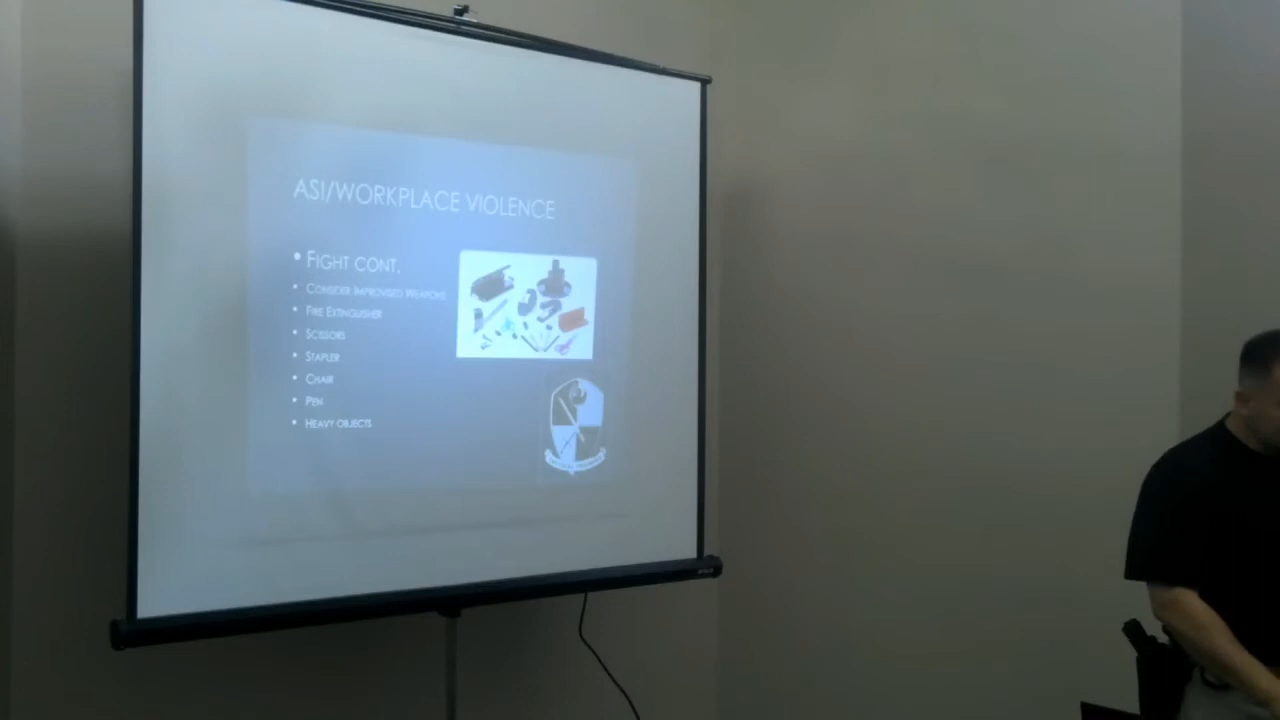 ASI/WORKPLACE VIOLENCE
• FIGHT CONT.
• CONSIDER IMPROVISED WEAPONS
• FIRE EXTINGUISHER
• SCISSORS
• STAPLER
• CHAIR
• PEN
• HEAVY OBJECTS